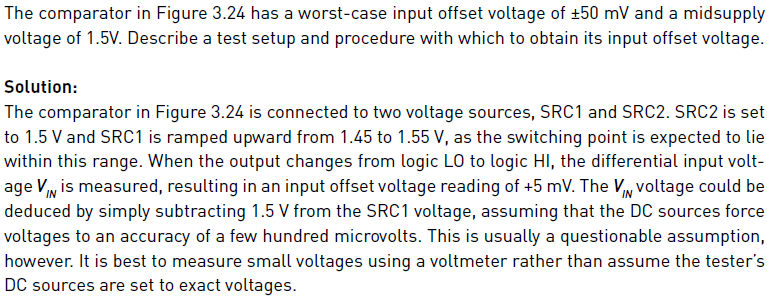 The comparator in Figure 3.24 has a worst-case input offset voltage of ±50 mV and a midsupply
voltage of 1.5V. Describe a test setup and procedure with which to obtain its input offset voltage.
Solution:
The comparator in Figure 3.24 is connected to two voltage sources, SRC1 and SRC2. SRC2 is set
to 1.5 V and SRC1 is ramped upward from 1.45 to 1.55 V, as the switching point is expected to lie
within this range. When the output changes from logic LO to logic HI, the differential input volt-
age VIN is measured, resulting in an input offset voltage reading of +5 mV. The VIN voltage could be
deduced by simply subtracting 1.5 V from the SRC1 voltage, assuming that the DC sources force
voltages to an accuracy of a few hundred microvolts. This is usually a questionable assumption,
however. It is best to measure small voltages using a voltmeter rather than assume the tester's
DC sources are set to exact voltages.